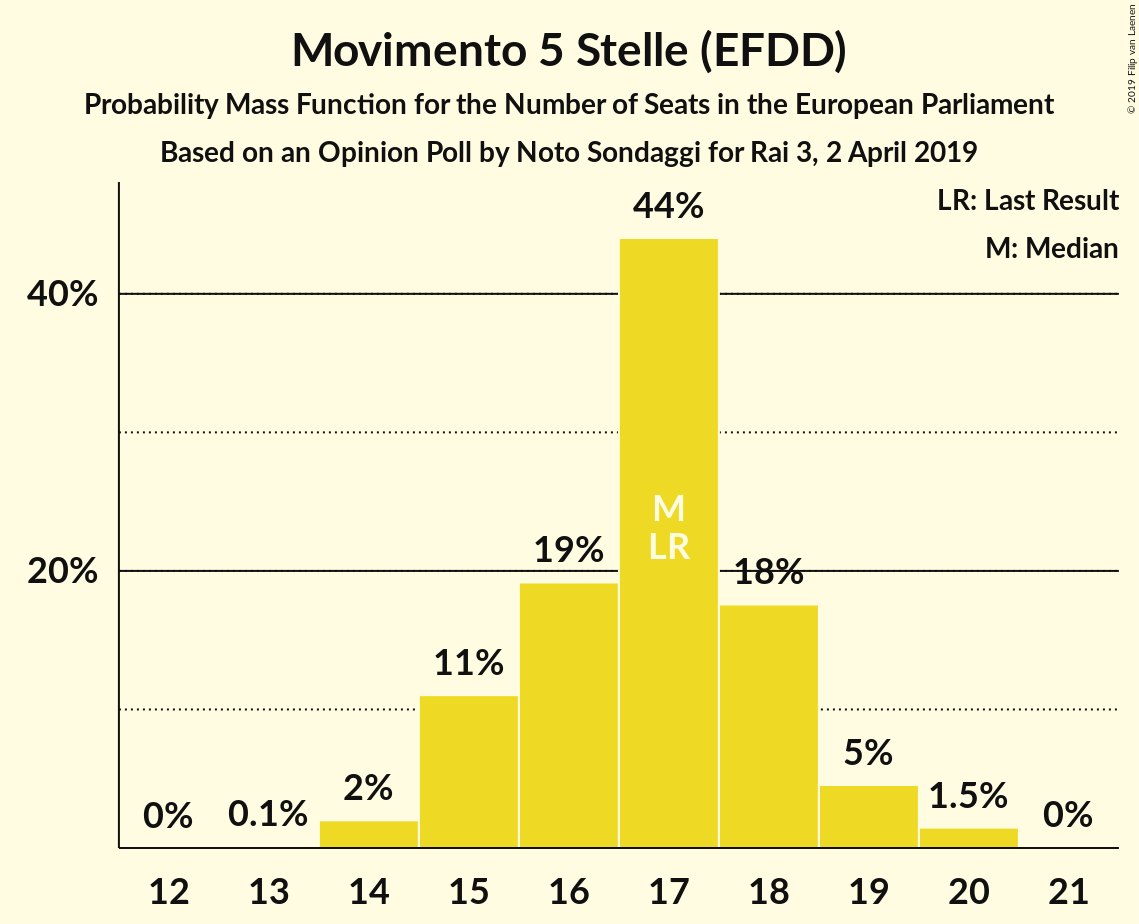 Movimento 5 Stelle (EFDD)
Probability Mass Function for the Number of Seats in the European Parliament
Based on an Opinion Poll by Noto Sondaggi for Rai 3, 2 April 2019
© 2019 Filip van Laenen
LR: Last Result
M: Median
40%
20%
0%
0.1%
2%
11%
19%
44%
M
LR
18%
5%
1.5%
0%
12 13 14 15 16 17 18 19 20 21